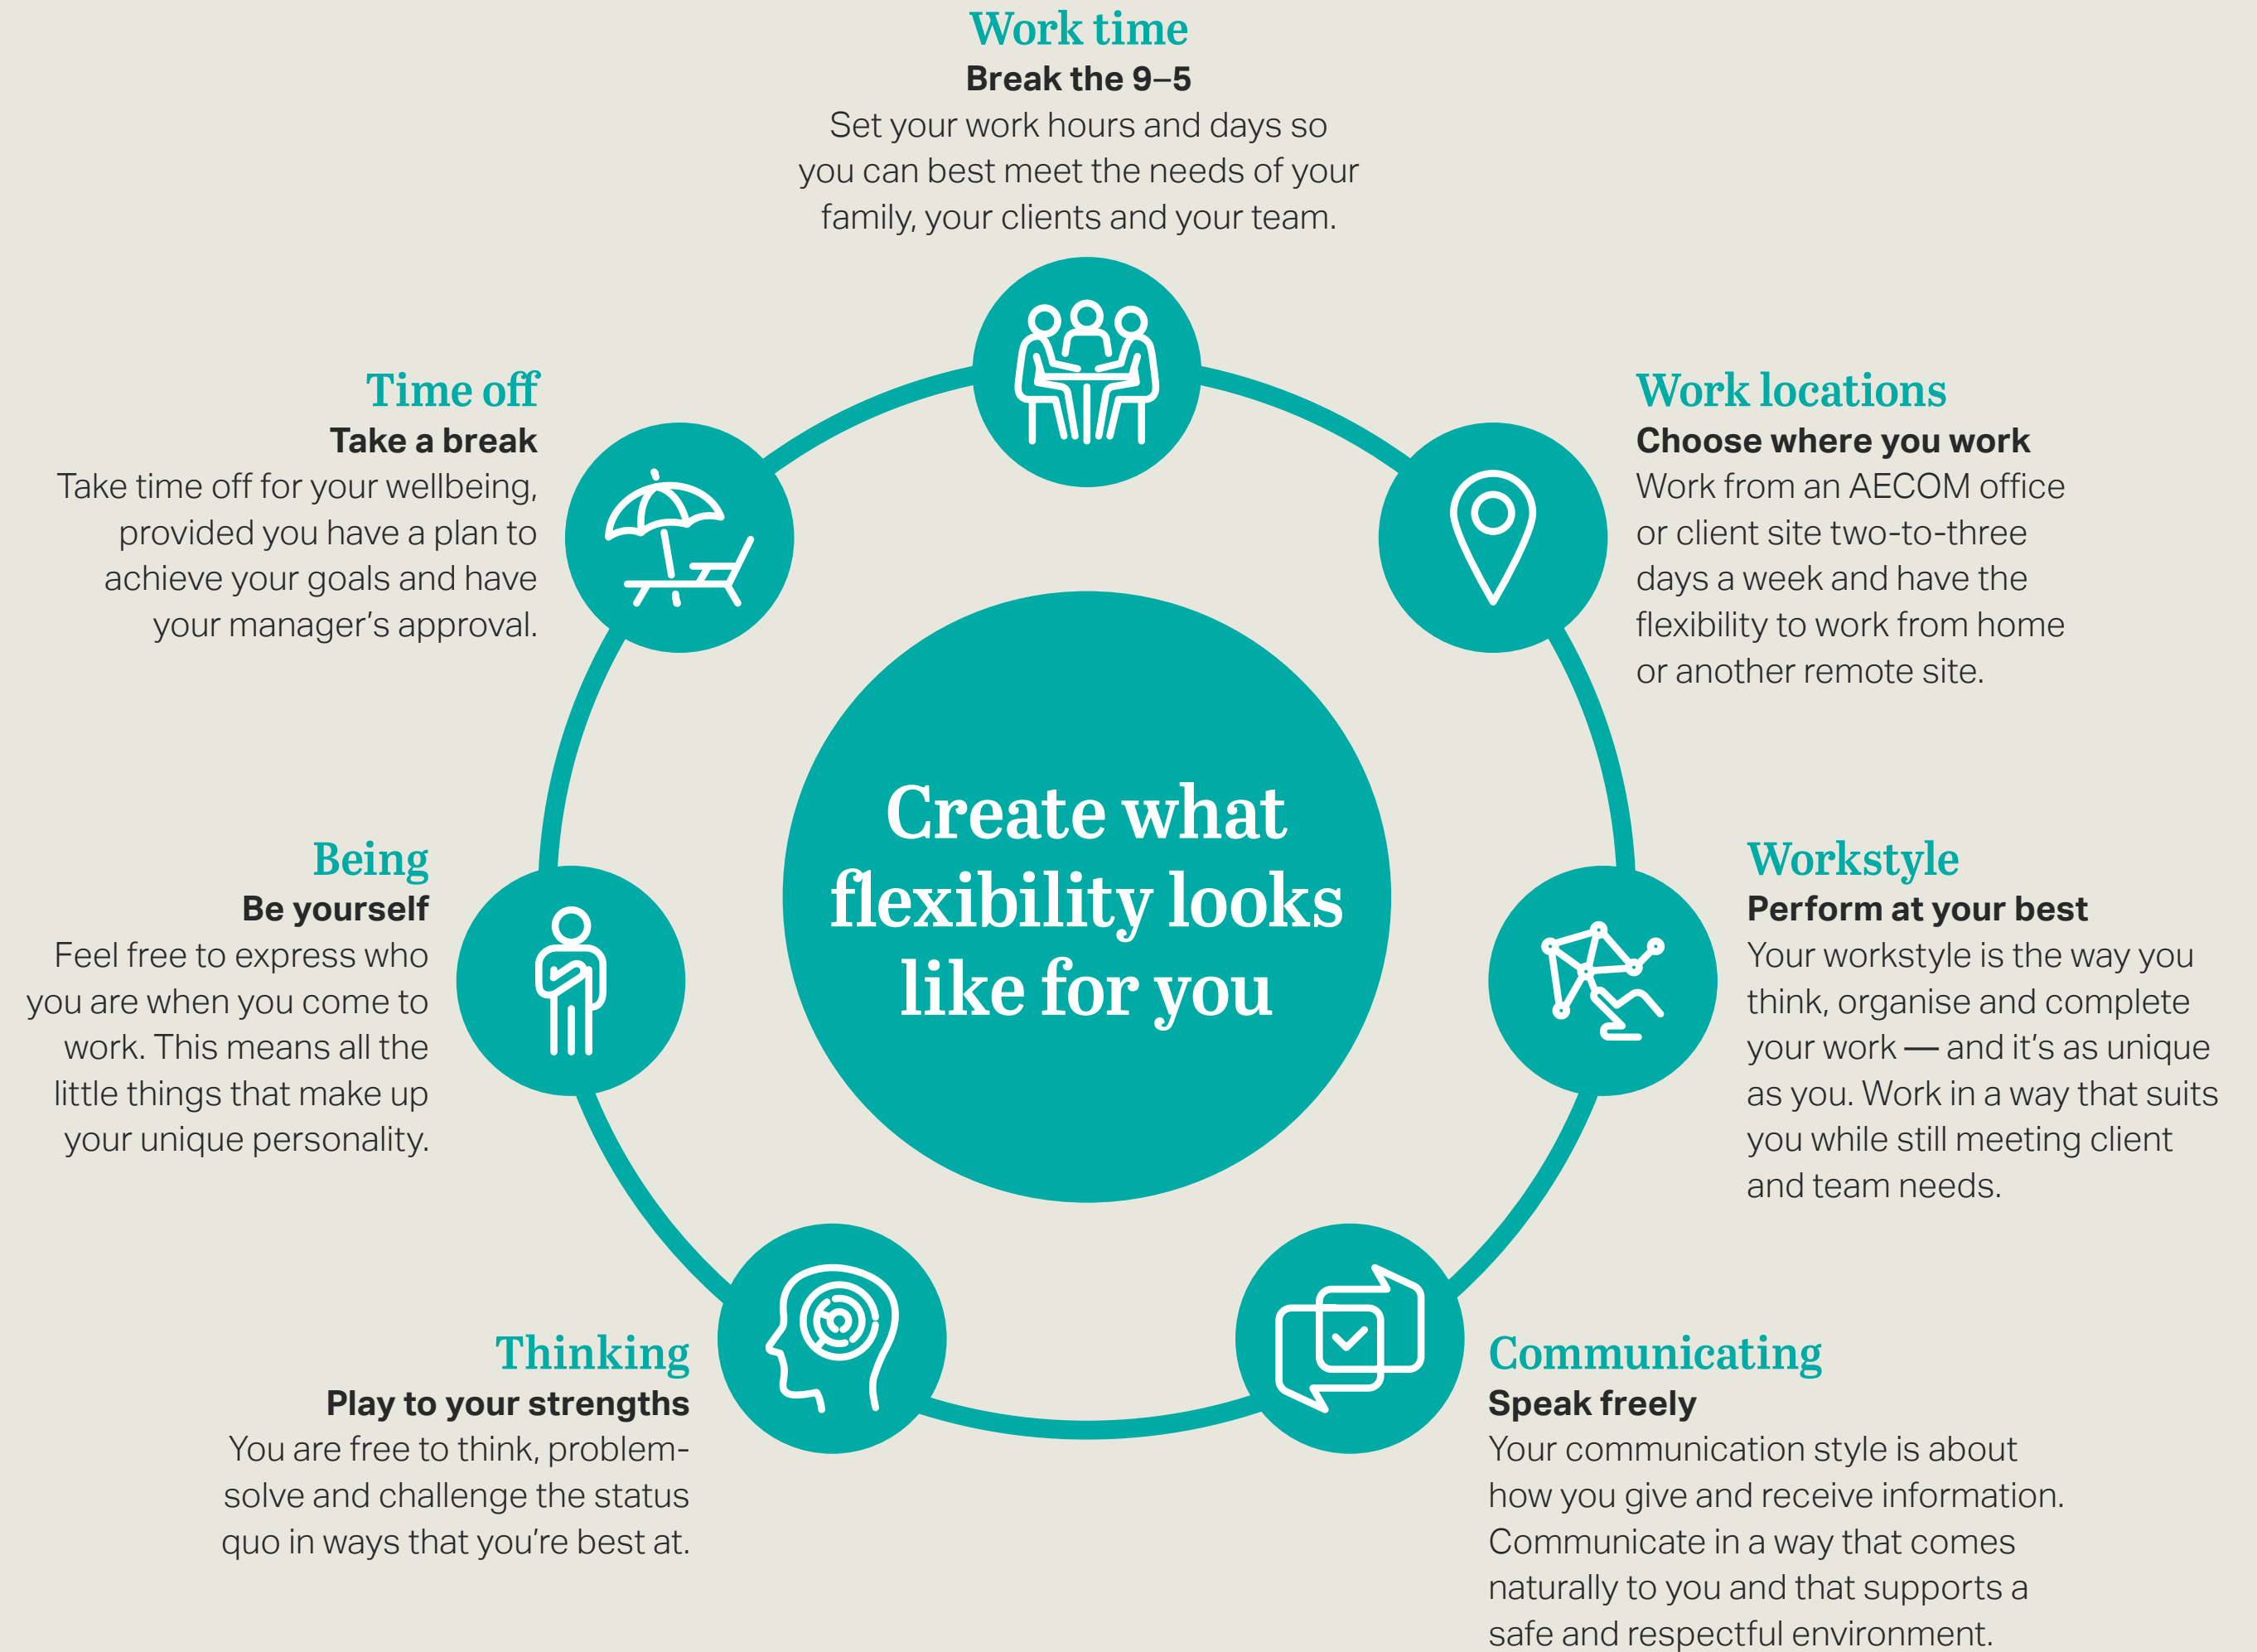 Work time
Break the 9–5
Set your work hours and days so
you can best meet the needs of your
family, your clients and your team.
Work locations
Choose where you work
Work from an AECOM office
or client site two-to-three
days a week and have the
flexibility to work from home
or another remote site.
Workstyle
Perform at your best
Your workstyle is the way you
think, organise and complete
your work — and it’s as unique
as you. Work in a way that suits
you while still meeting client
and team needs.
Communicating
Speak freely
Your communication style is about
how you give and receive information.
Communicate in a way that comes
naturally to you and that supports a
safe and respectful environment.
Thinking
Play to your strengths
You are free to think, problem-
solve and challenge the status
quo in ways that you’re best at.
Being
Be yourself
Feel free to express who
you are when you come to
work. This means all the
little things that make up
your unique personality.
Time off
Take a break
Take time off for your wellbeing,
provided you have a plan to
achieve your goals and have
your manager’s approval.
Create what
flexibility looks
like for you